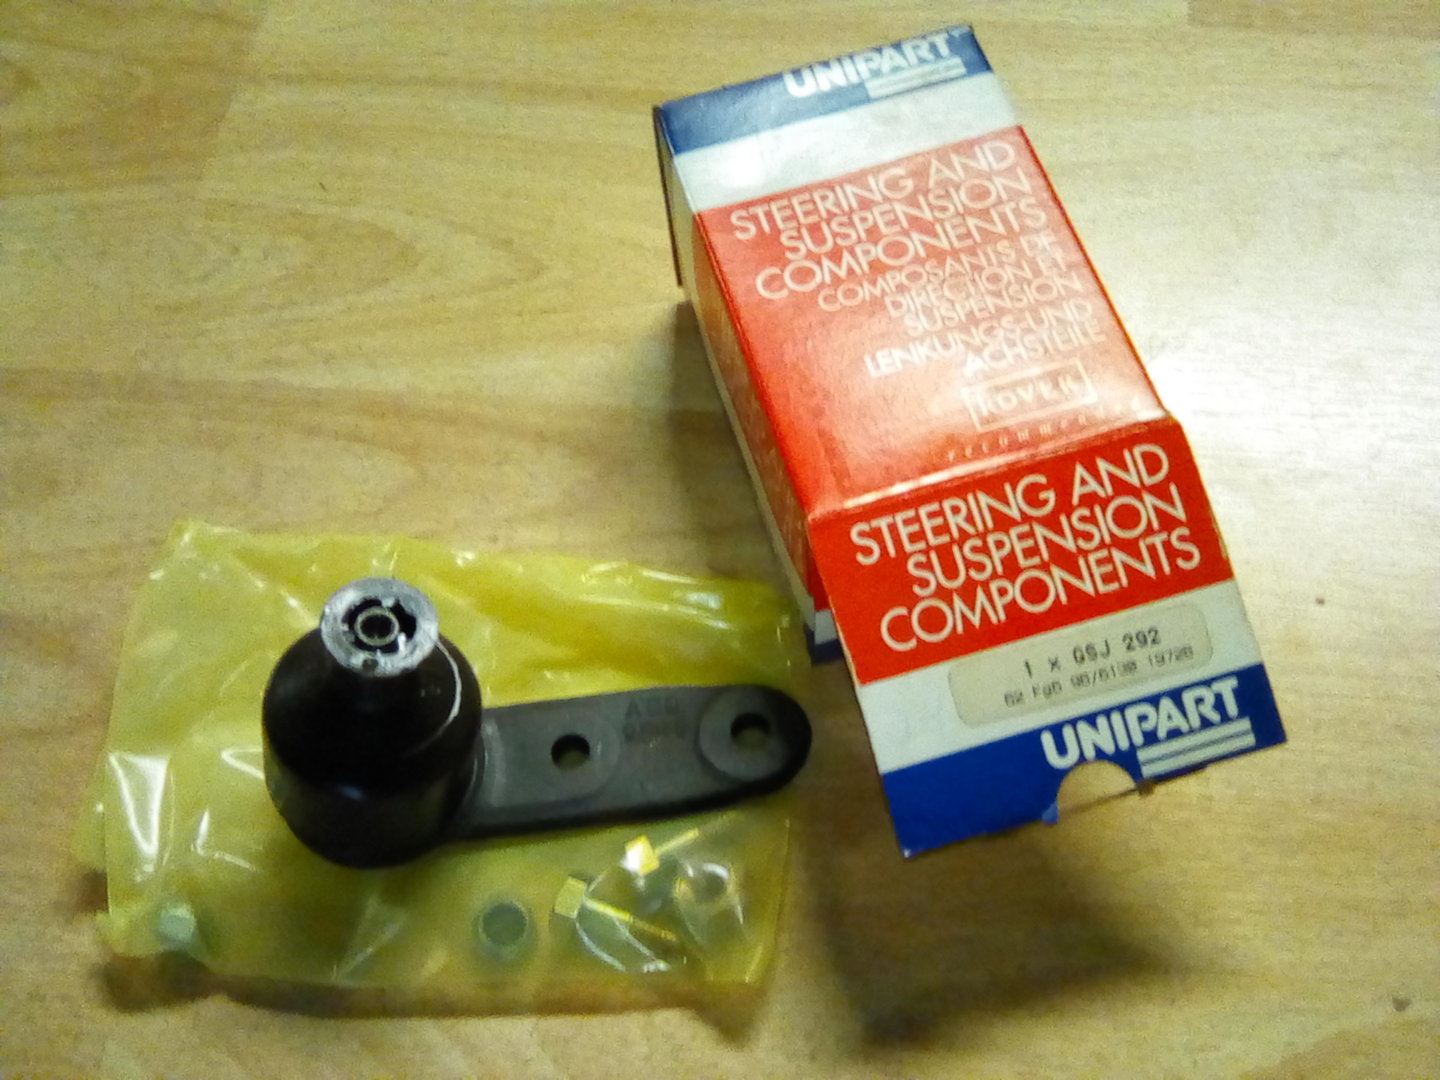 UNIPART
STEERING AND
SUSPENSION
COMPONENTS
COMPOSANTS DE
DIRECTION ET
SUSPENSION
LENKUNGS-UND
ACHSTEILE
ROVER
recommended
STEERING AND
SUSPENSION
COMPONENTS
1 x GSJ 292
UNIPART